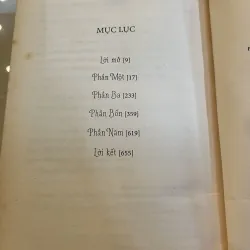 MỤC LỤC
Lời mở [9]
Phần Một [17]
Phần Ba [233]
Phần Bốn [359]
Phần Năm [619]
Lời kết [655]